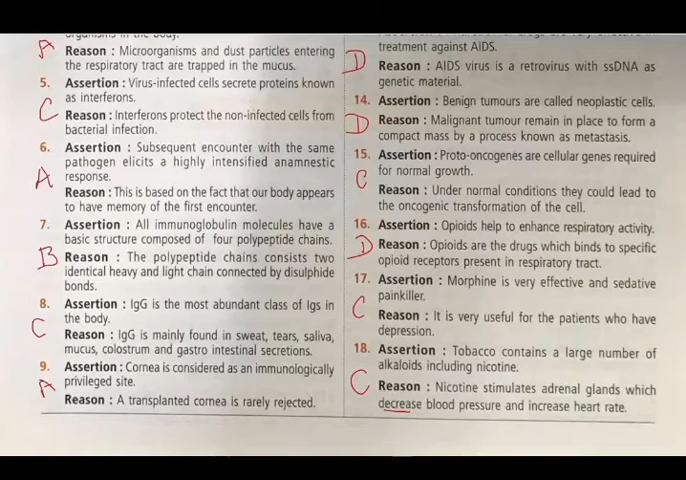 organisms in the body.
A
Reason : Microorganisms and dust particles entering
the respiratory tract are trapped in the mucus.
5. Assertion : Virus-infected cells secrete proteins known
as interferons.
C
Reason : Interferons protect the non-infected cells from
bacterial infection.
6. Assertion : Subsequent encounter with the same
pathogen elicits a highly intensified anamnestic
A
response.
Reason : This is based on the fact that our body appears
to have memory of the first encounter.
7. Assertion : All immunoglobulin molecules have a
basic structure composed of four polypeptide chains.
B
Reason : The polypeptide chains consists two
identical heavy and light chain connected by disulphide
bonds.
8. Assertion : IgG is the most abundant class of Igs in
the body.
C
Reason : IgG is mainly found in sweat, tears, saliva,
mucus, colostrum and gastro intestinal secretions.
9. Assertion : Cornea is considered as an immunologically
privileged site.
A
Reason : A transplanted cornea is rarely rejected.
treatment against AIDS.
D
Reason : AIDS virus is a retrovirus with ssDNA as
genetic material.
14. Assertion : Benign tumours are called neoplastic cells.
D
Reason : Malignant tumour remain in place to form a
compact mass by a process known as metastasis.
15. Assertion : Proto-oncogenes are cellular genes required
for normal growth.
C
Reason : Under normal conditions they could lead to
the oncogenic transformation of the cell.
16. Assertion : Opioids help to enhance respiratory activity.
D
Reason : Opioids are the drugs which binds to specific
opioid receptors present in respiratory tract.
17. Assertion : Morphine is very effective and sedative
painkiller.
C
Reason : It is very useful for the patients who have
depression.
18. Assertion : Tobacco contains a large number of
alkaloids including nicotine.
C
Reason : Nicotine stimulates adrenal glands which
decrease blood pressure and increase heart rate.